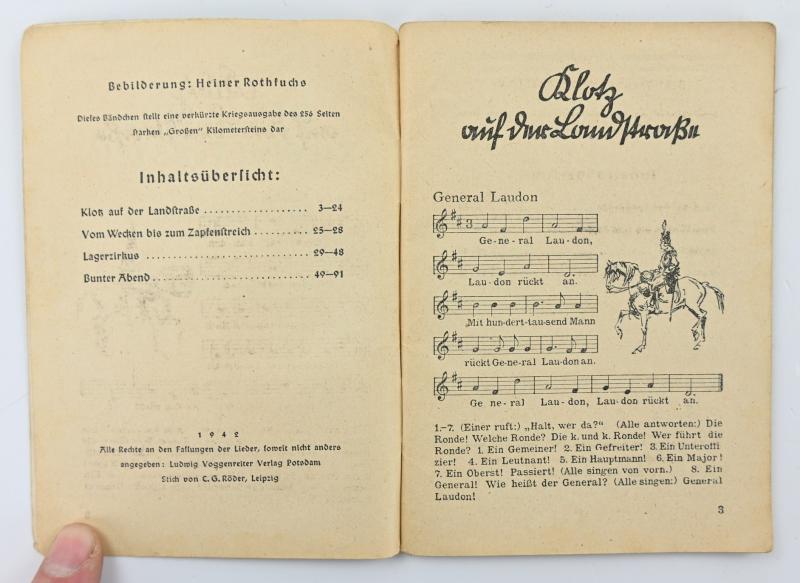 Bebilderung: Heiner Rothfuchs
Dieses Bändchen stellt eine verkürzte Kriegsausgabe des 256 Seiten
starken „Großen“ Kilometersteins dar
Inhaltsübersicht:
Klotz auf der Landstraße . . . . . . . . . . . . . . . . . . . 3—24
Vom Wecken bis zum Zapfenstreich . . . . . . . . . . . 25—28
Lagerzirkus . . . . . . . . . . . . . . . . . . . . . . . . . . . . 29—48
Bunter Abend . . . . . . . . . . . . . . . . . . . . . . . . . . 49—91
1942
Alle Rechte an den Fassungen der Lieder, soweit nicht anders
angegeben: Ludwig Voggenreiter Verlag Potsdam
Stich von C. G. Röder, Leipzig
Klotz
auf der Landstraße
General Laudon
3
Ge-ne-ral Lau-don,
Lau-don rückt an.
Mit hun-dert-tau-send Mann
rückt Ge-ne-ral Lau-don an.
Ge-ne-ral Lau-don, Lau-don rückt an.
1.—7. (Einer ruft:) „Halt, wer da?“ (Alle antworten:) Die
Ronde! Welche Ronde? Die k. und k. Ronde! Wer führt die
Ronde? 1. Ein Gemeiner! 2. Ein Gefreiter! 3. Ein Unteroffi
zier! 4. Ein Leutnant! 5. Ein Hauptmann! 6. Ein Major!
7. Ein Oberst! Passiert! (Alle singen von vorn.) 8. Ein
General! Wie heißt der General? (Alle singen:) General
Laudon!
3